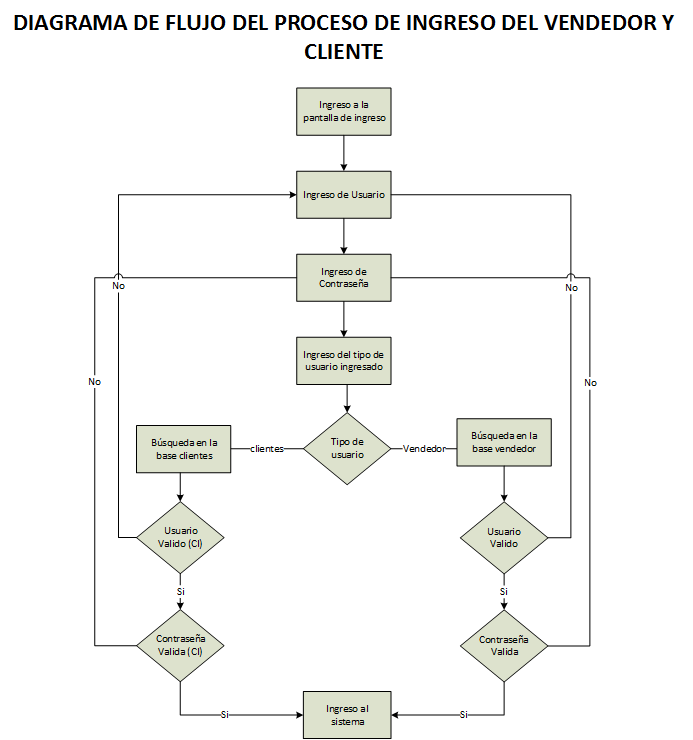 DIAGRAMA DE FLUJO DEL PROCESO DE INGRESO DEL VENDEDOR Y
CLIENTE
Ingreso a la
pantalla de ingreso
Ingreso de Usuario
Ingreso de
Contraseña
No
No
Ingreso del tipo de
usuario ingresado
No
No
Búsqueda en la
base clientes
clientes
Tipo de
usuario
Vendedor
Búsqueda en la
base vendedor
Usuario
Valido (CI)
Usuario
Valido
Si
Si
Contraseña
Valida (CI)
Contraseña
Valida
Si
Ingreso al
sistema
Si